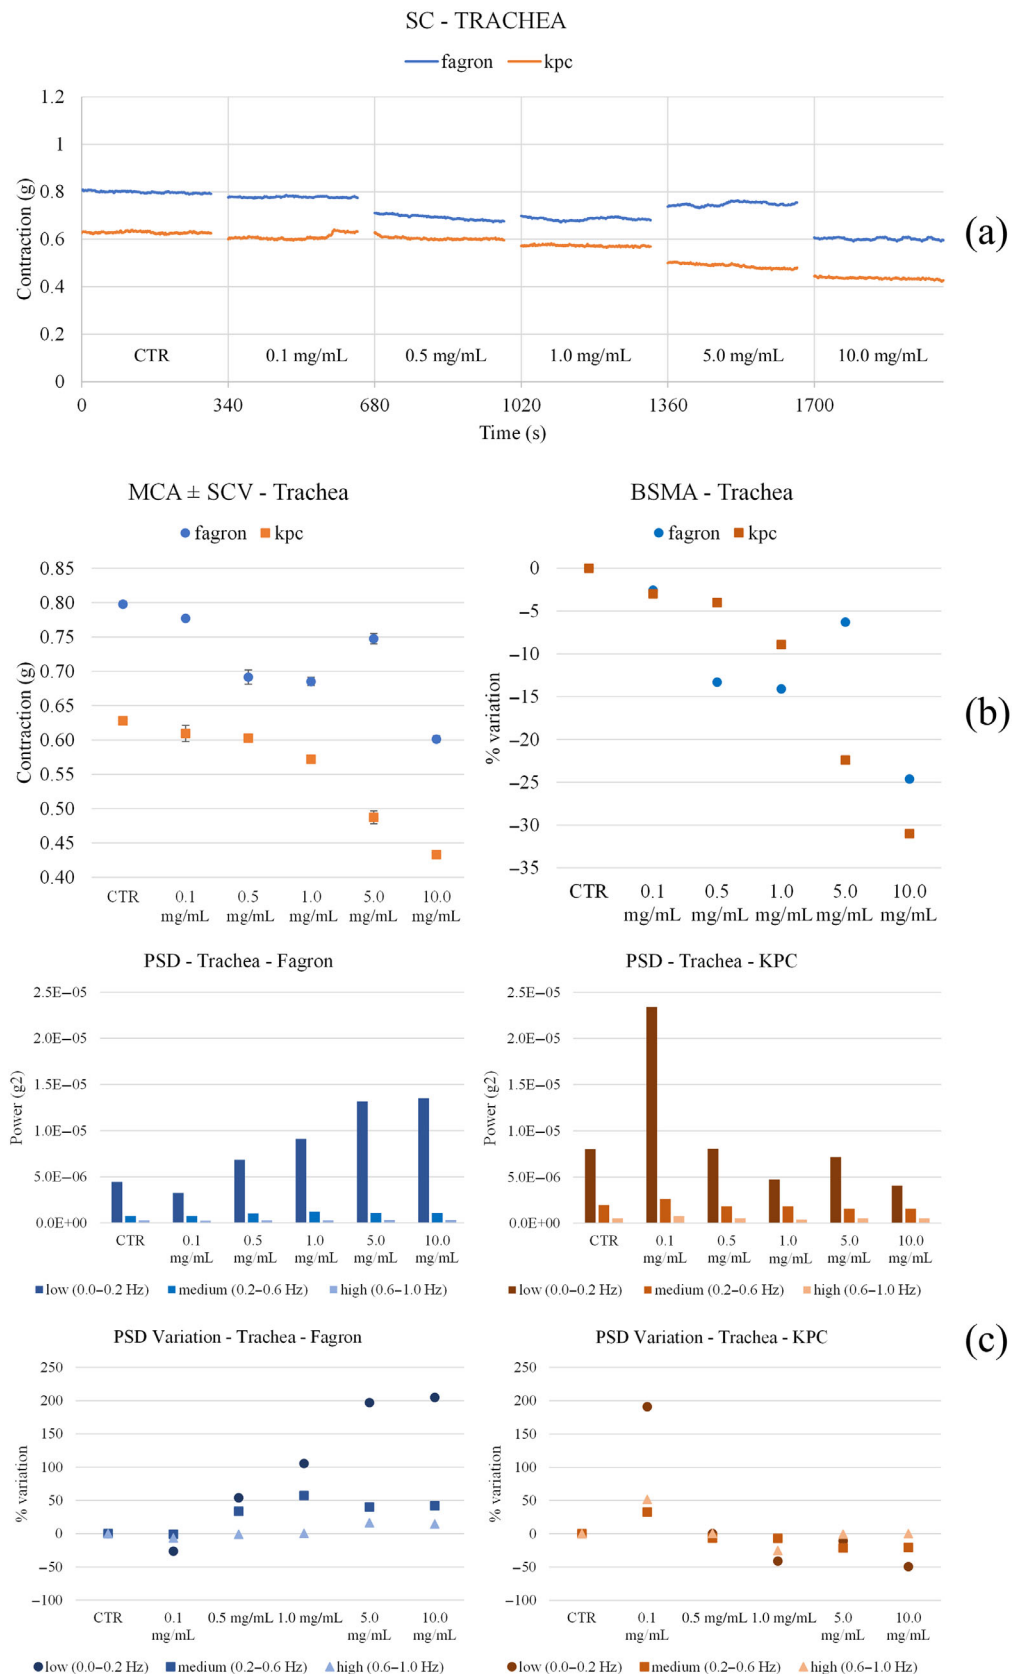 SC - TRACHEA
fagron kpc
1.2
1
0.8
0.6
0.4
0.2
0
Contraction (g)
CTR 0.1 mg/mL 0.5 mg/mL 1.0 mg/mL 5.0 mg/mL 10.0 mg/mL
0 340 680 1020 1360 1700
Time (s)
(a)
MCA ± SCV - Trachea
fagron kpc
0.85
0.80
0.75
0.70
0.65
0.60
0.55
0.50
0.45
0.40
Contraction (g)
CTR 0.1 0.5 1.0 5.0 10.0
mg/mL mg/mL mg/mL mg/mL mg/mL
BSMA - Trachea
fagron kpc
0
−5
−10
−15
−20
−25
−30
−35
% variation
CTR 0.1 0.5 1.0 5.0 10.0
mg/mL mg/mL mg/mL mg/mL mg/mL
(b)
PSD - Trachea - Fagron
2.5E−05
2.0E−05
1.5E−05
1.0E−05
5.0E−06
0.0E+00
Power (g2)
CTR 0.1 0.5 1.0 5.0 10.0
mg/mL mg/mL mg/mL mg/mL mg/mL
low (0.0–0.2 Hz) medium (0.2–0.6 Hz) high (0.6–1.0 Hz)
PSD - Trachea - KPC
2.5E−05
2.0E−05
1.5E−05
1.0E−05
5.0E−06
0.0E+00
Power (g2)
CTR 0.1 0.5 1.0 5.0 10.0
mg/mL mg/mL mg/mL mg/mL mg/mL
low (0.0–0.2 Hz) medium (0.2–0.6 Hz) high (0.6–1.0 Hz)
PSD Variation - Trachea - Fagron
250
200
150
100
50
0
−50
−100
% variation
CTR 0.1 0.5 mg/mL 1.0 mg/mL 5.0 10.0
mg/mL mg/mL mg/mL
low (0.0–0.2 Hz) medium (0.2–0.6 Hz) high (0.6–1.0 Hz)
PSD Variation - Trachea - KPC
250
200
150
100
50
0
−50
−100
% variation
CTR 0.1 0.5 mg/mL 1.0 mg/mL 5.0 10.0
mg/mL mg/mL mg/mL
low (0.0–0.2 Hz) medium (0.2–0.6 Hz) high (0.6–1.0 Hz)
(c)